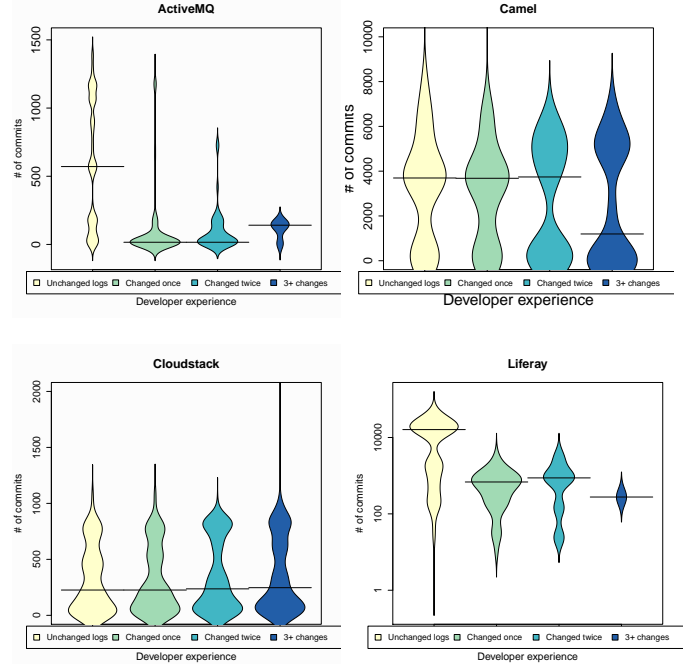 ActiveMQ
# of commits
0
500
1000
1500
Unchanged logs Changed once Changed twice 3+ changes
Developer experience
Camel
# of commits
0
2000
4000
6000
8000
10000
Unchanged logs Changed once Changed twice 3+ changes
Developer experience
Cloudstack
# of commits
0
500
1000
1500
2000
Unchanged logs Changed once Changed twice 3+ changes
Developer experience
Liferay
# of commits
1
100
10000
Unchanged logs Changed once Changed twice 3+ changes
Developer experience